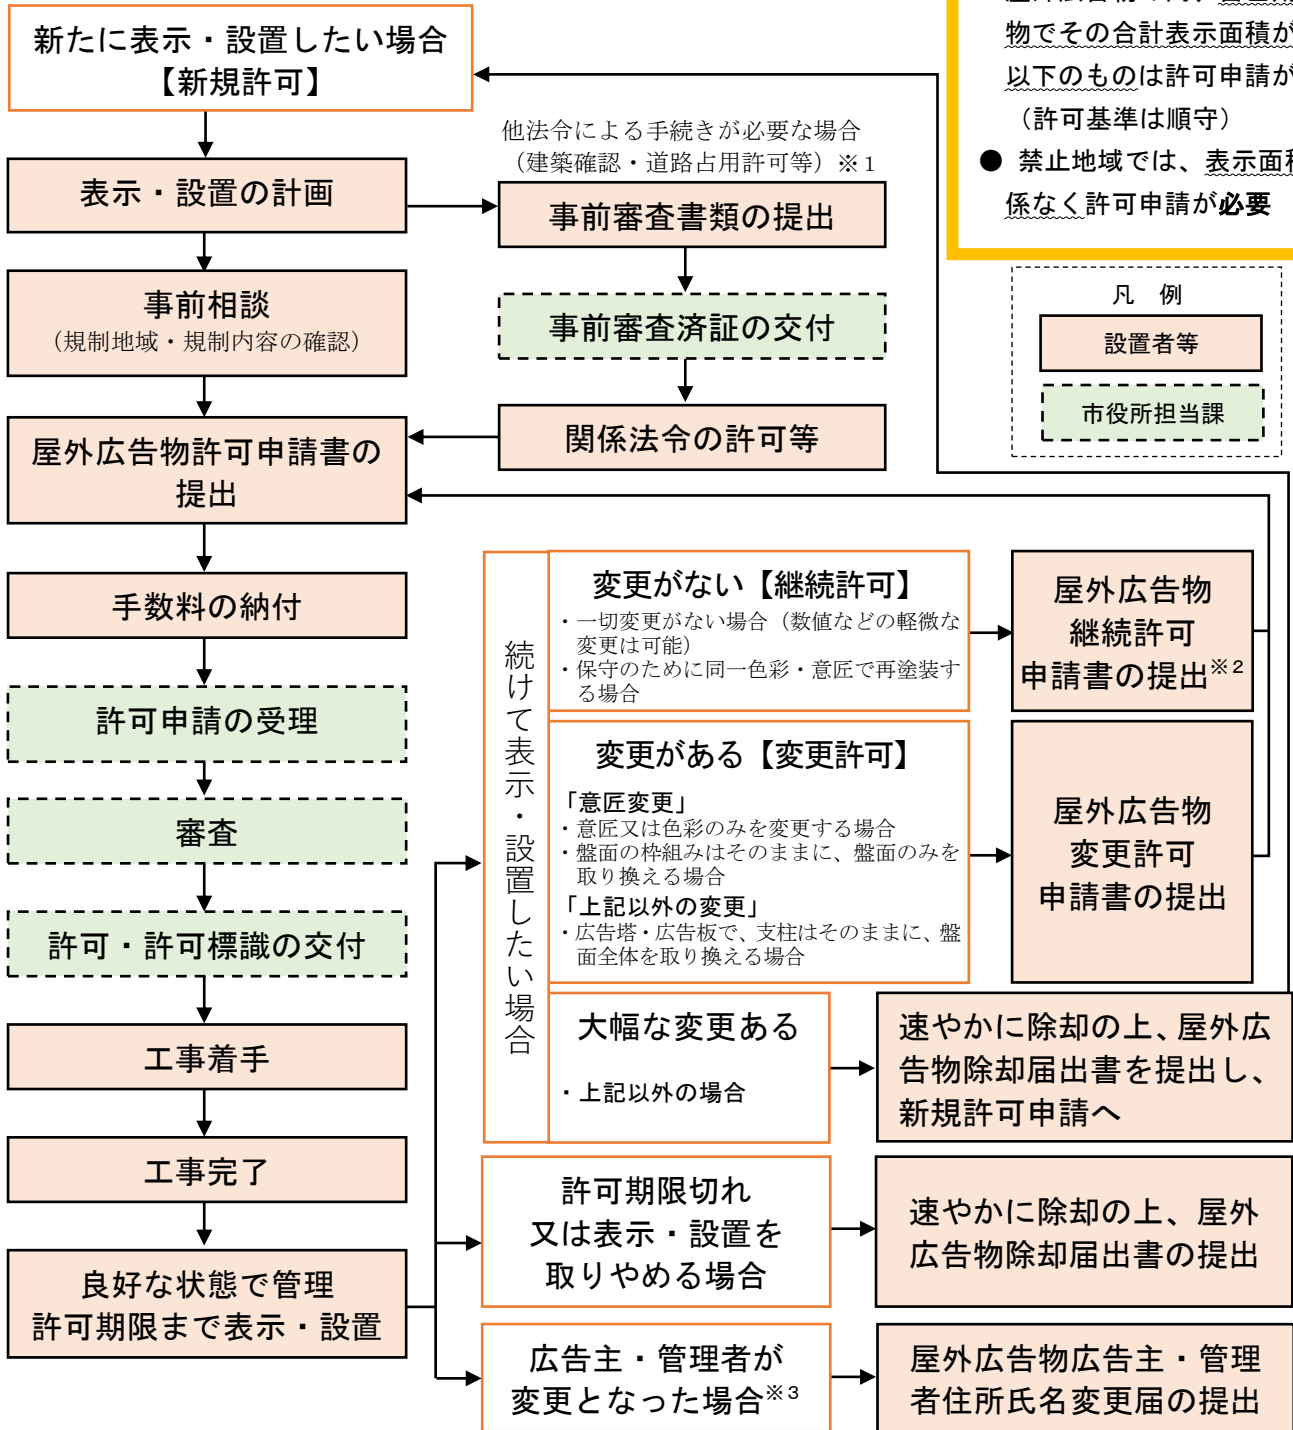 新たに表示・設置したい場合
【新規許可】
物でその合計表示面積が
以下のものは許可申請が
（許可基準は順守）
● 禁止地域では、表示面積
係なく許可申請が必要
表示・設置の計画
他法令による手続きが必要な場合
（建築確認・道路占用許可等）※１
事前審査書類の提出
事前相談
（規制地域・規制内容の確認）
事前審査済証の交付
関係法令の許可等
凡 例
設置者等
市役所担当課
屋外広告物許可申請書の
提出
手数料の納付
許可申請の受理
審査
許可・許可標識の交付
工事着手
工事完了
良好な状態で管理
許可期限まで表示・設置
続けて表示・設置したい場合
変更がない【継続許可】
・一切変更がない場合（数値などの軽微な
変更は可能）
・保守のために同一色彩・意匠で再塗装す
る場合
屋外広告物
継続許可
申請書の提出※2
変更がある【変更許可】
「意匠変更」
・意匠又は色彩のみを変更する場合
・盤面の枠組みはそのままに、盤面のみを
取り換える場合
「上記以外の変更」
・広告塔・広告板で、支柱はそのままに、盤
面全体を取り換える場合
屋外広告物
変更許可
申請書の提出
大幅な変更ある
・上記以外の場合
速やかに除却の上、屋外広
告物除却届出書を提出し、
新規許可申請へ
許可期限切れ
又は表示・設置を
取りやめる場合
速やかに除却の上、屋外
広告物除却届出書の提出
広告主・管理者が
変更となった場合※3
屋外広告物広告主・管理
者住所氏名変更届の提出